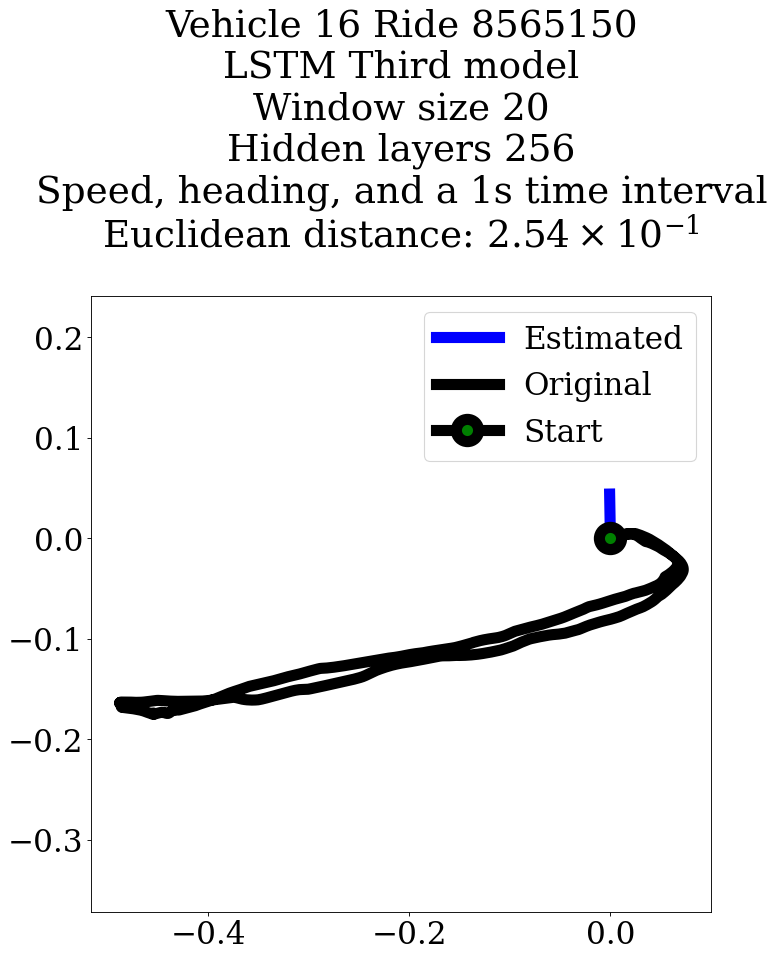 Vehicle 16 Ride 8565150
LSTM Third model
Window size 20
Hidden layers 256
Speed, heading, and a 1s time interval
Euclidean distance: 2.54 × 10⁻¹
Estimated
Original
Start
0.2
0.1
0.0
−0.1
−0.2
−0.3
−0.4
−0.2
0.0